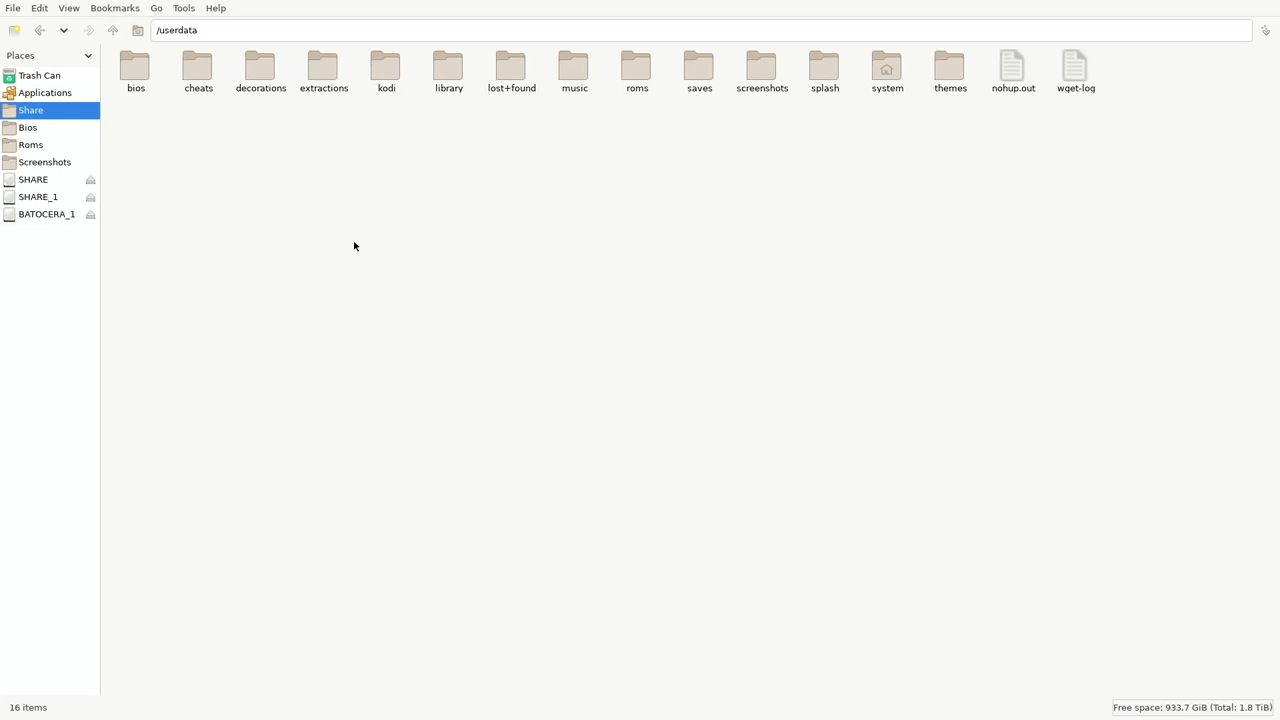 File Edit View Bookmarks Go Tools Help
/userdata
Places
Trash Can
Applications
Share
Bios
Roms
Screenshots
SHARE
SHARE_1
BATOCERA_1
bios cheats decorations extractions kodi library lost+found music roms saves screenshots splash system themes nohup.out wget-log
16 items
Free space: 933.7 GiB (Total: 1.8 TiB)